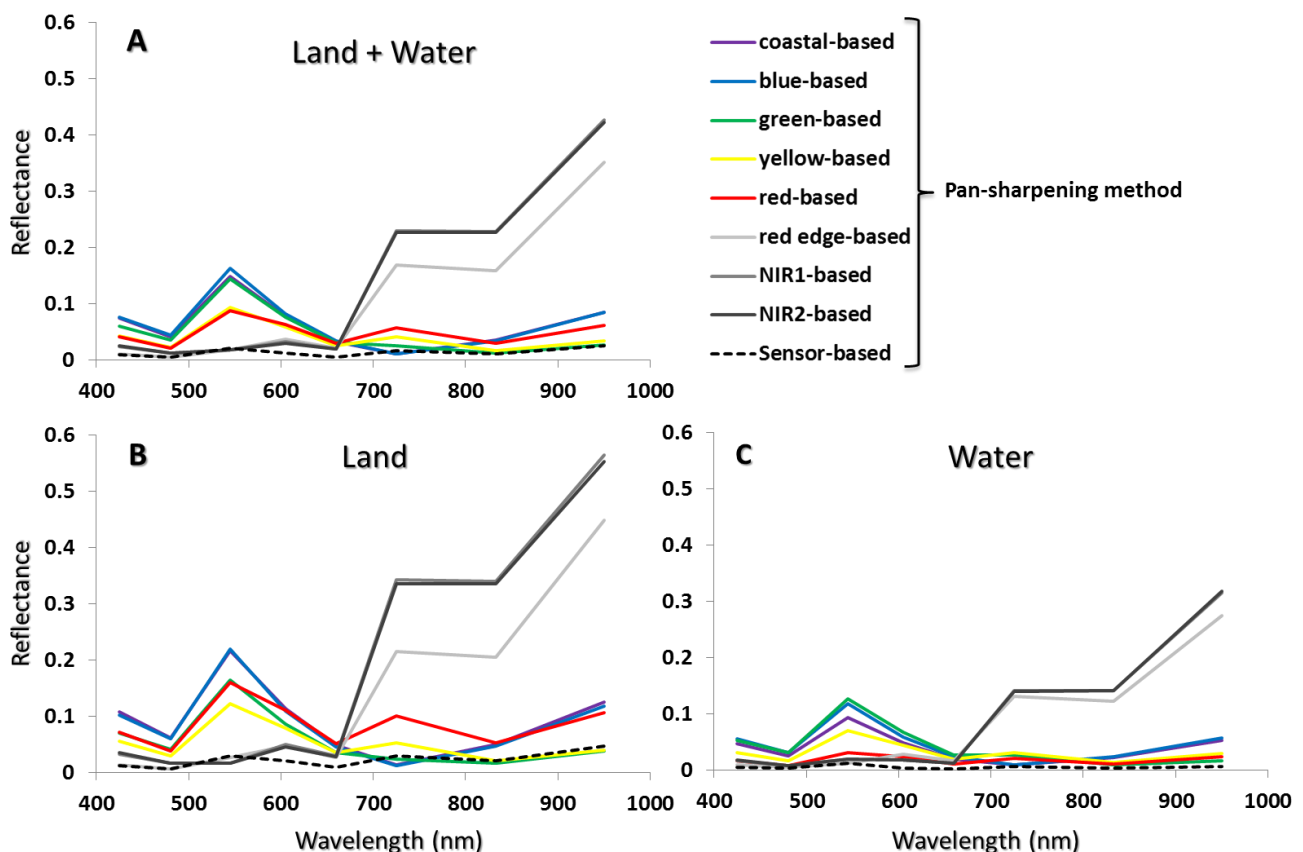 A
Land + Water
Reflectance
0.6
0.5
0.4
0.3
0.2
0.1
0
400 500 600 700 800 900 1000
coastal-based
blue-based
green-based
yellow-based
red-based
red edge-based
NIR1-based
NIR2-based
Sensor-based
Pan-sharpening method
B
Land
Reflectance
0.6
0.5
0.4
0.3
0.2
0.1
0
400 500 600 700 800 900 1000
Wavelength (nm)
C
Water
0.6
0.5
0.4
0.3
0.2
0.1
0
400 500 600 700 800 900 1000
Wavelength (nm)